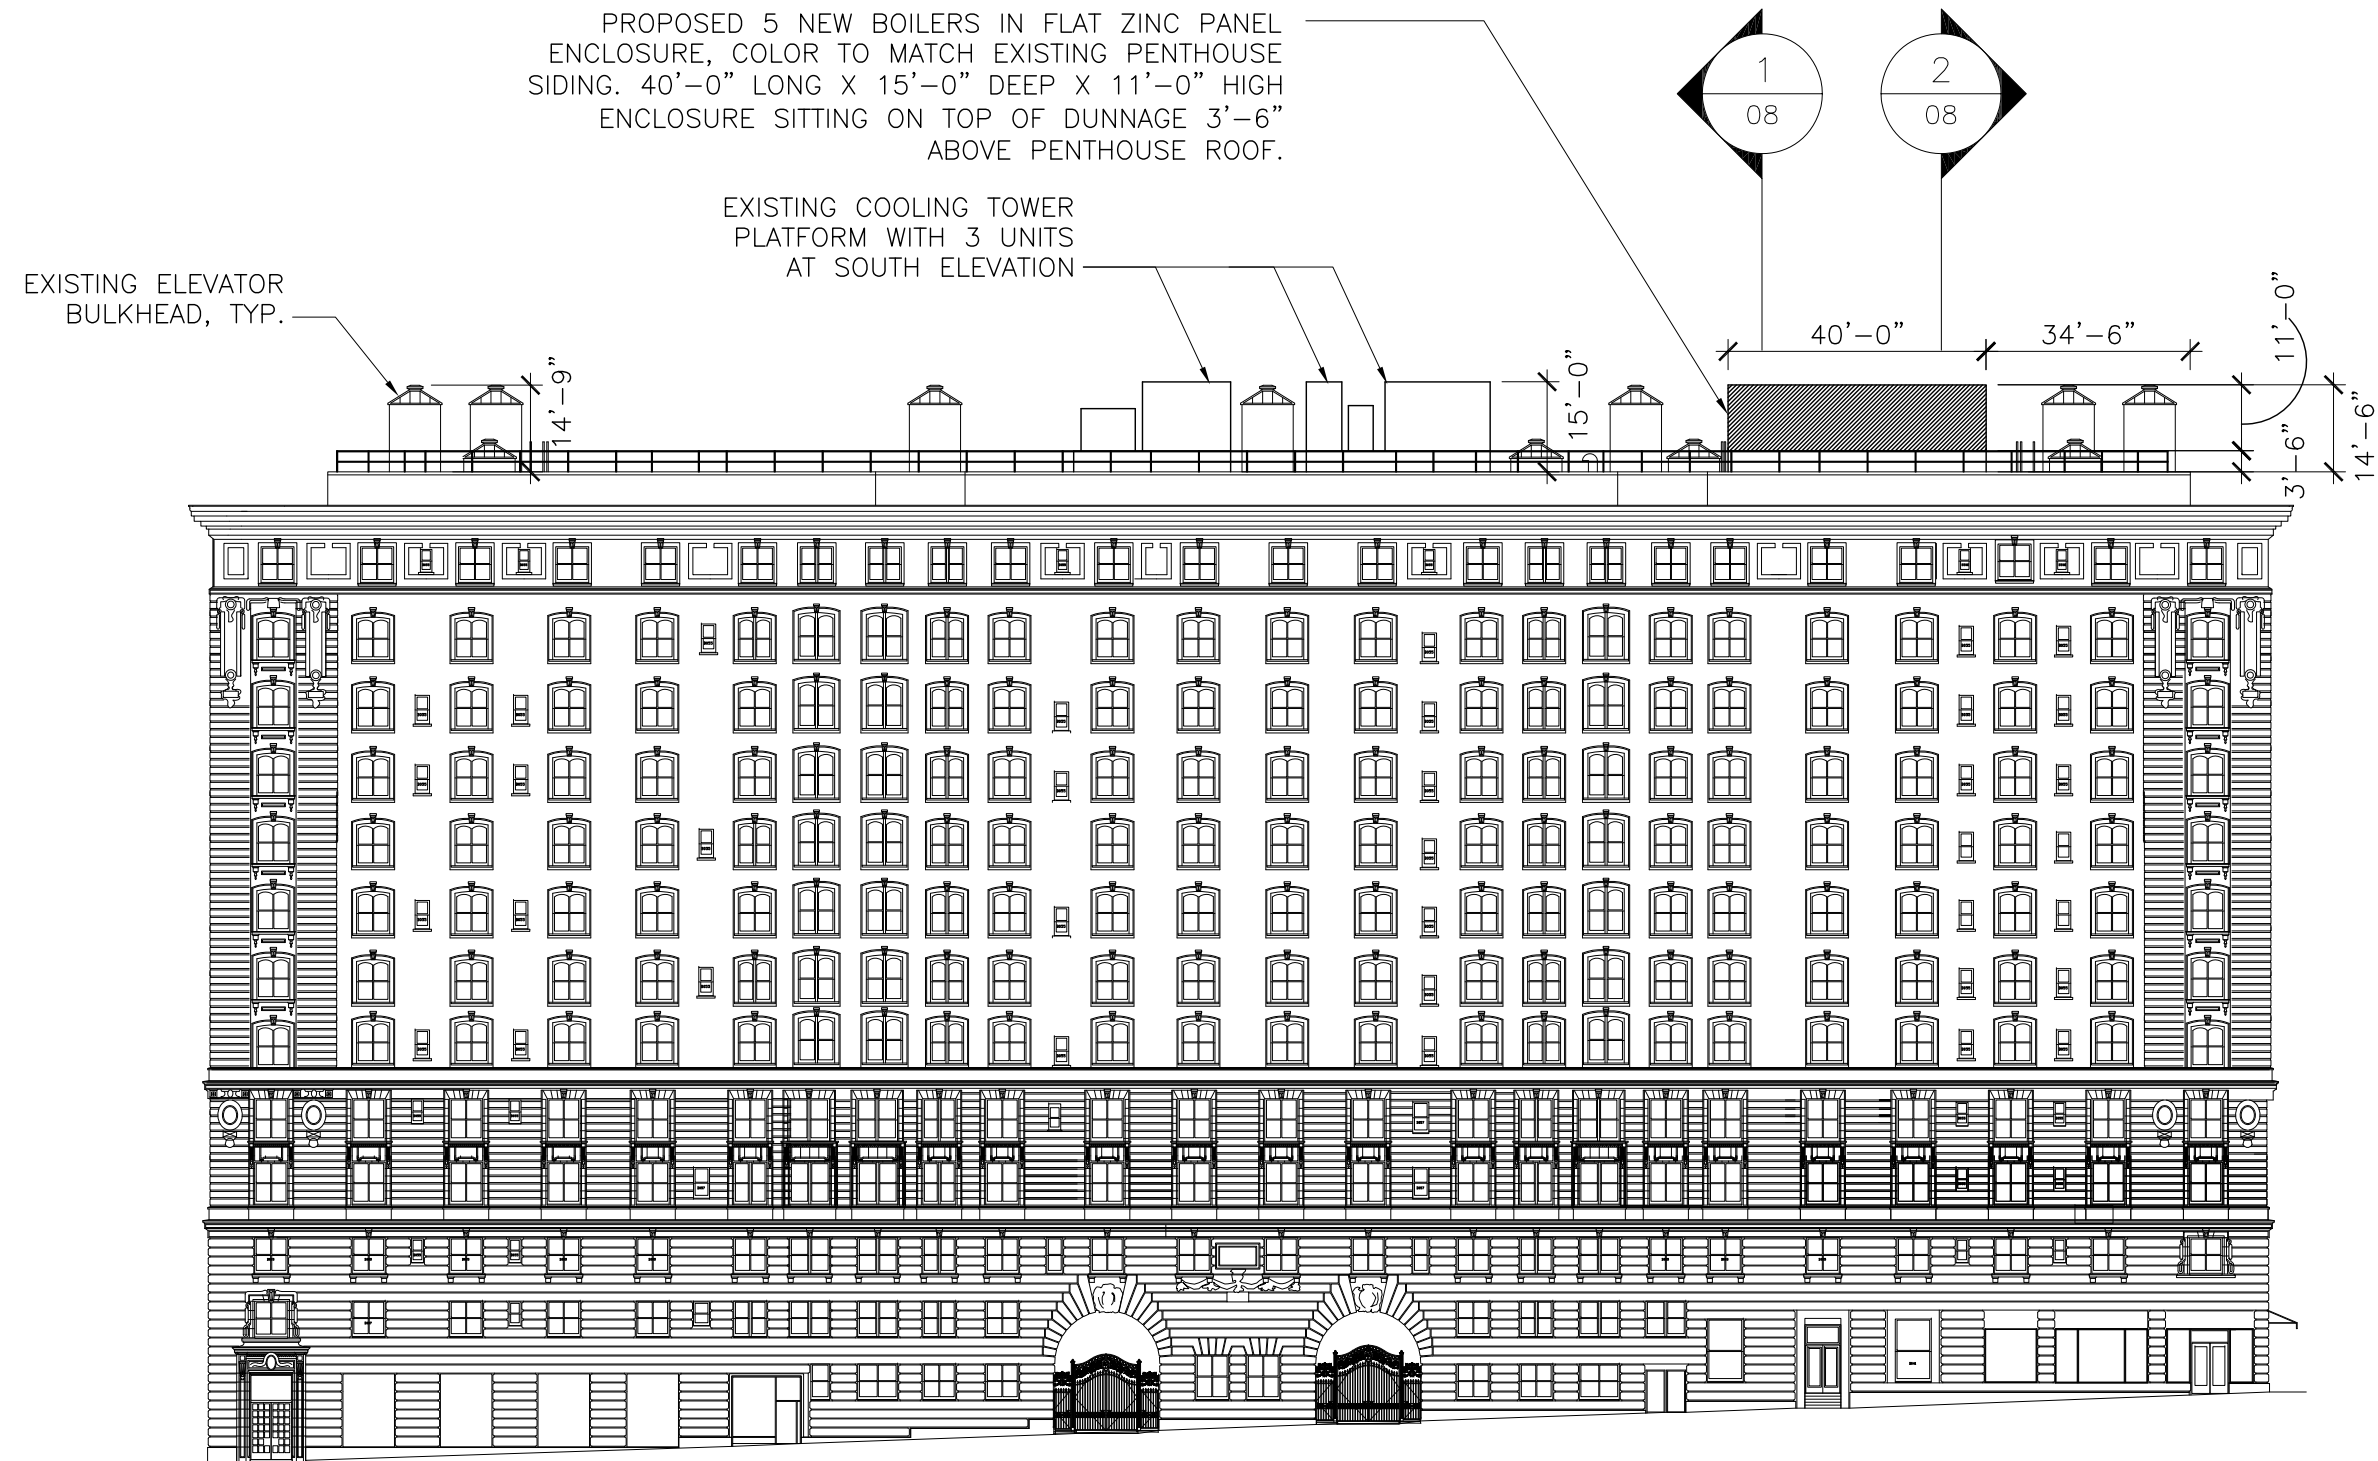 PROPOSED 5 NEW BOILERS IN FLAT ZINC PANEL
ENCLOSURE, COLOR TO MATCH EXISTING PENTHOUSE
SIDING. 40'-0" LONG X 15'-0" DEEP X 11'-0" HIGH
ENCLOSURE SITTING ON TOP OF DUNNAGE 3'-6"
ABOVE PENTHOUSE ROOF.
1
08
2
08
EXISTING COOLING TOWER
PLATFORM WITH 3 UNITS
AT SOUTH ELEVATION
EXISTING ELEVATOR
BULKHEAD, TYP.
14'-9"
15'-0"
40'-0"
34'-6"
11'-0"
3'-6"
14'-6"